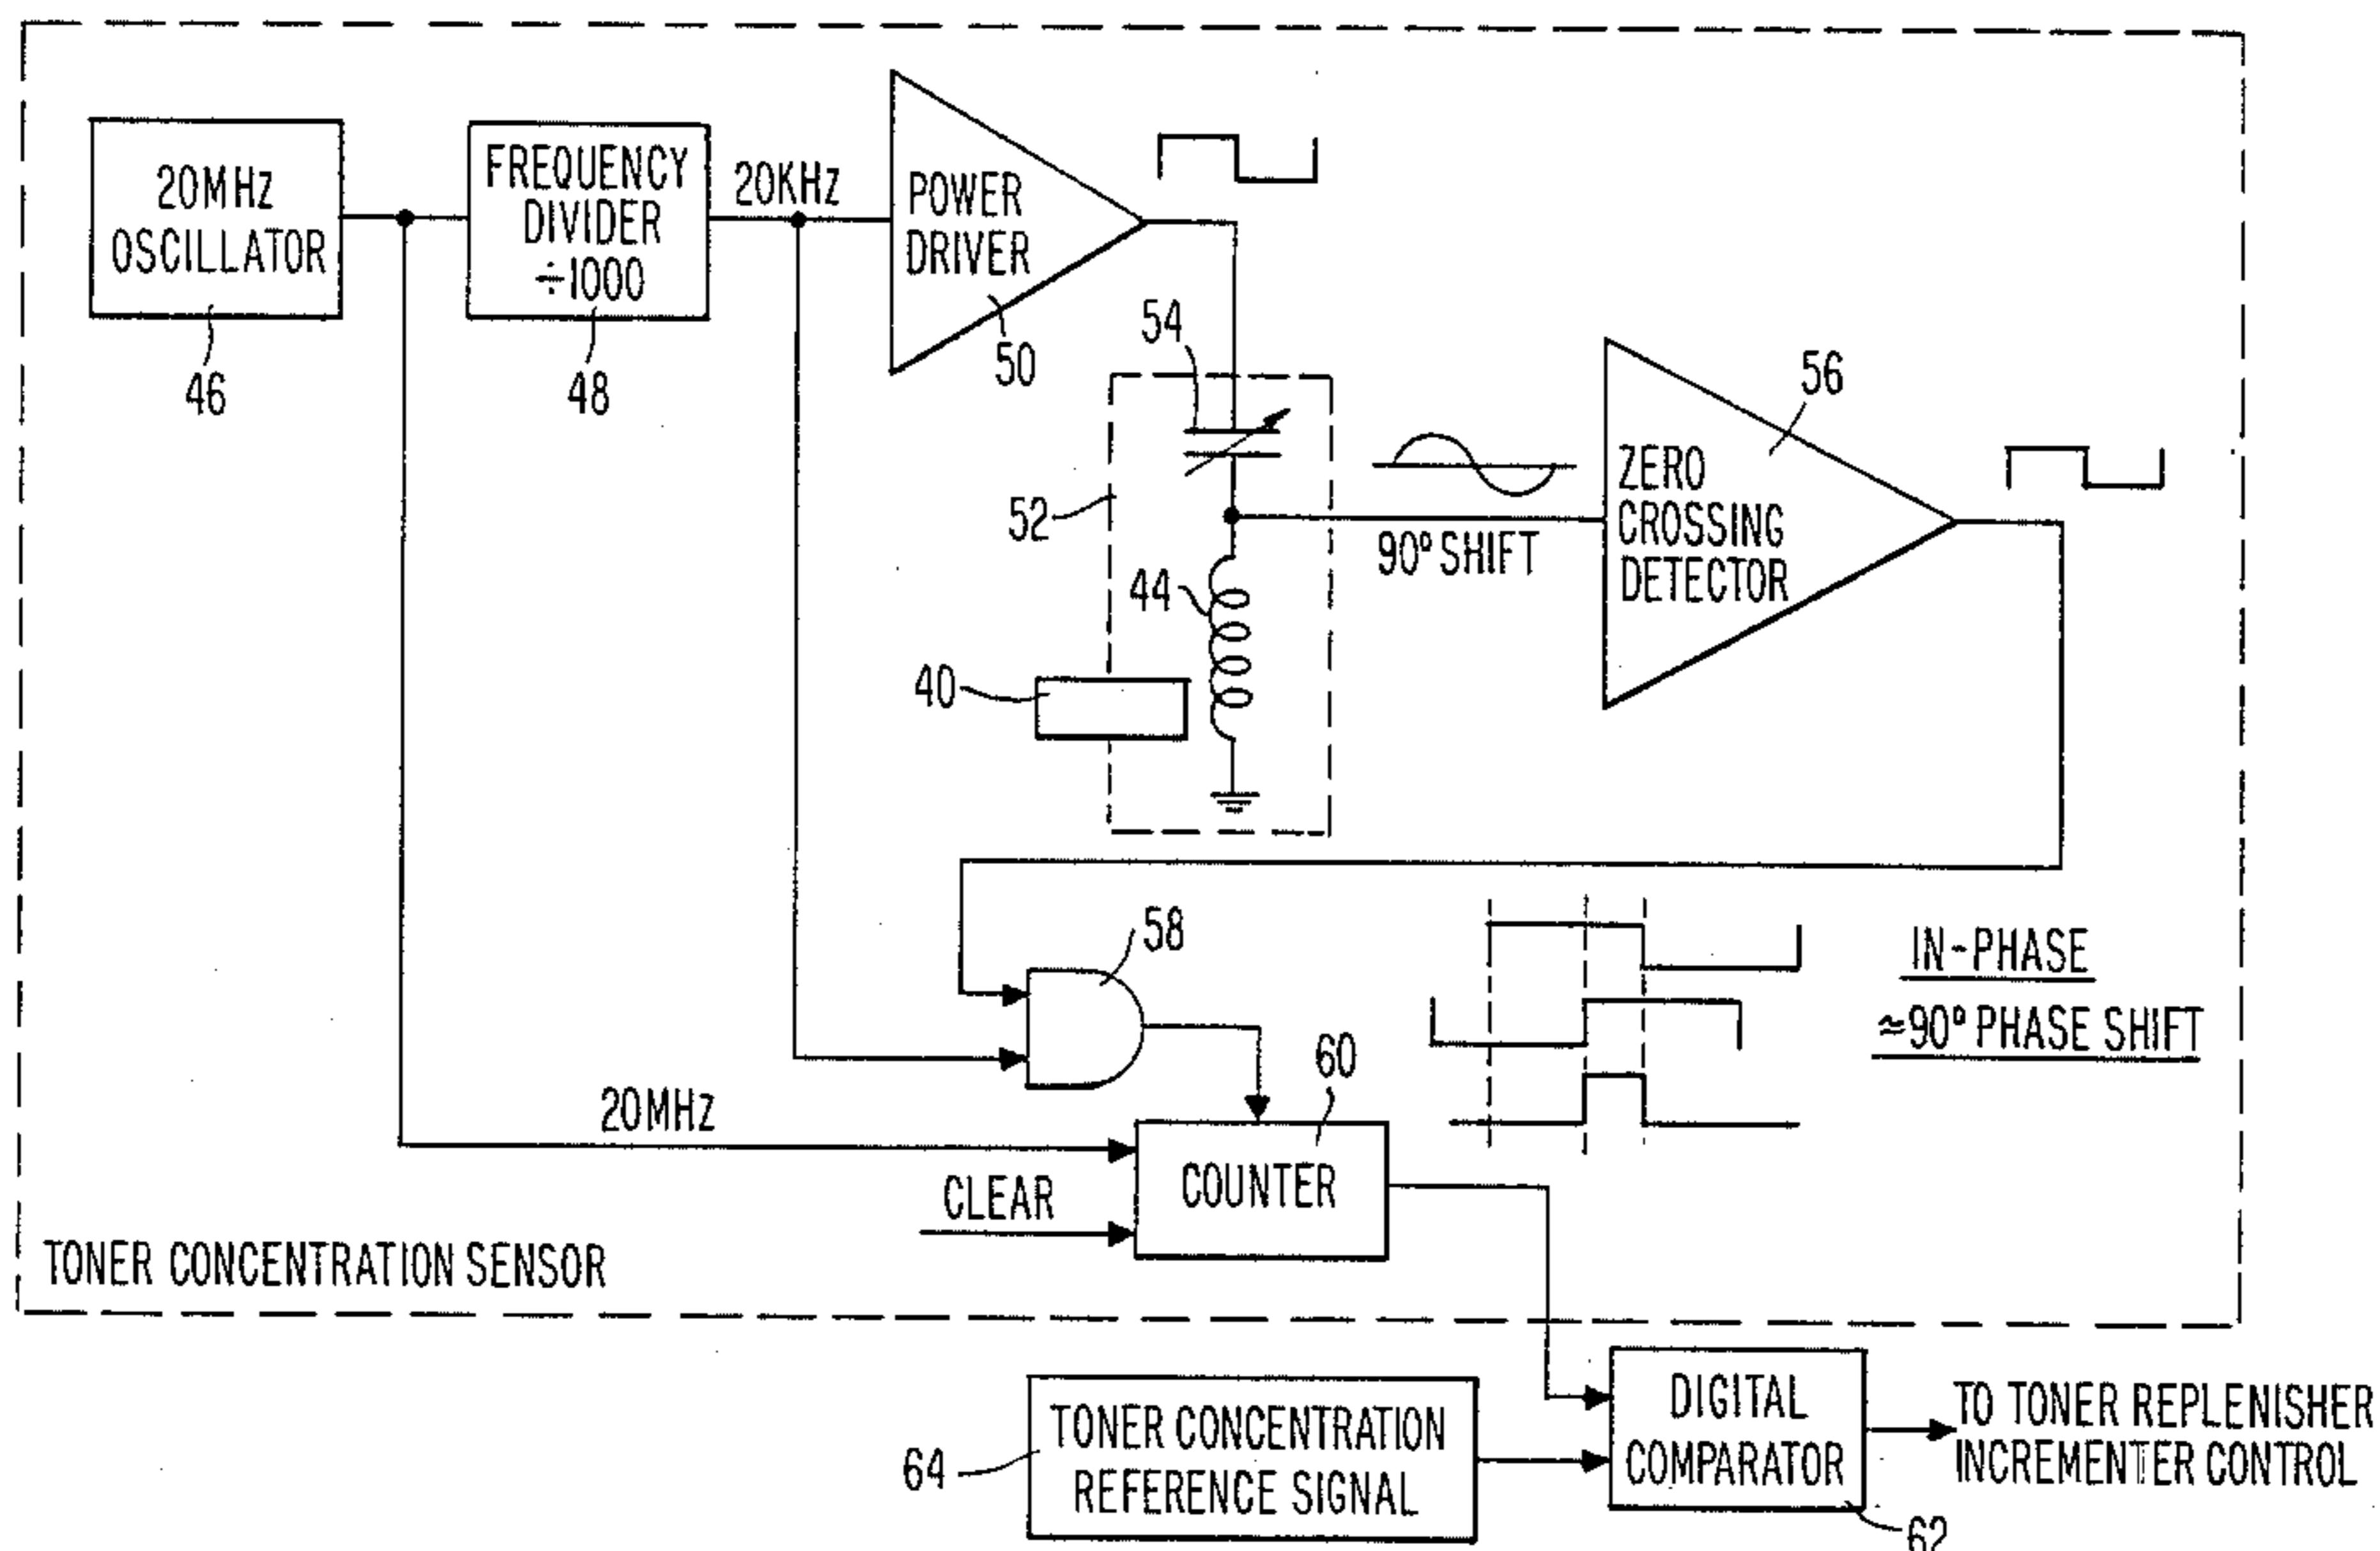 20MHz
OSCILLATOR
46
FREQUENCY
DIVIDER
÷1000
48
20KHz
POWER
DRIVER
50
54
52
44
40
90° SHIFT
ZERO
CROSSING
DETECTOR
56
58
IN-PHASE
≈90° PHASE SHIFT
20MHZ
CLEAR
60
COUNTER
TONER CONCENTRATION SENSOR
64
TONER CONCENTRATION
REFERENCE SIGNAL
DIGITAL
COMPARATOR
62
TO TONER REPLENISHER
INCREMENTER CONTROL